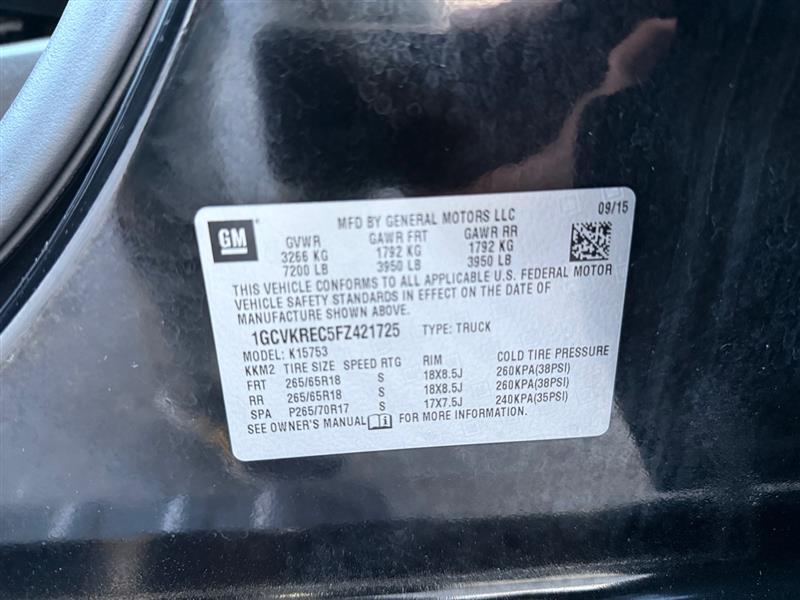 GM
MFD BY GENERAL MOTORS LLC 09/15
GVWR GAWR FRT GAWR RR
3266 KG 1792 KG 1792 KG
7200 LB 3950 LB 3950 LB
THIS VEHICLE CONFORMS TO ALL APPLICABLE U.S. FEDERAL MOTOR
VEHICLE SAFETY STANDARDS IN EFFECT ON THE DATE OF
MANUFACTURE SHOWN ABOVE.
1GCVKREC5FZ421725 TYPE: TRUCK
MODEL: K15753
KKM2 TIRE SIZE SPEED RTG RIM COLD TIRE PRESSURE
FRT 265/65R18 S 18X8.5J 260KPA(38PSI)
RR 265/65R18 S 18X8.5J 260KPA(38PSI)
SPA P265/70R17 S 17X7.5J 240KPA(35PSI)
SEE OWNER'S MANUAL FOR MORE INFORMATION.